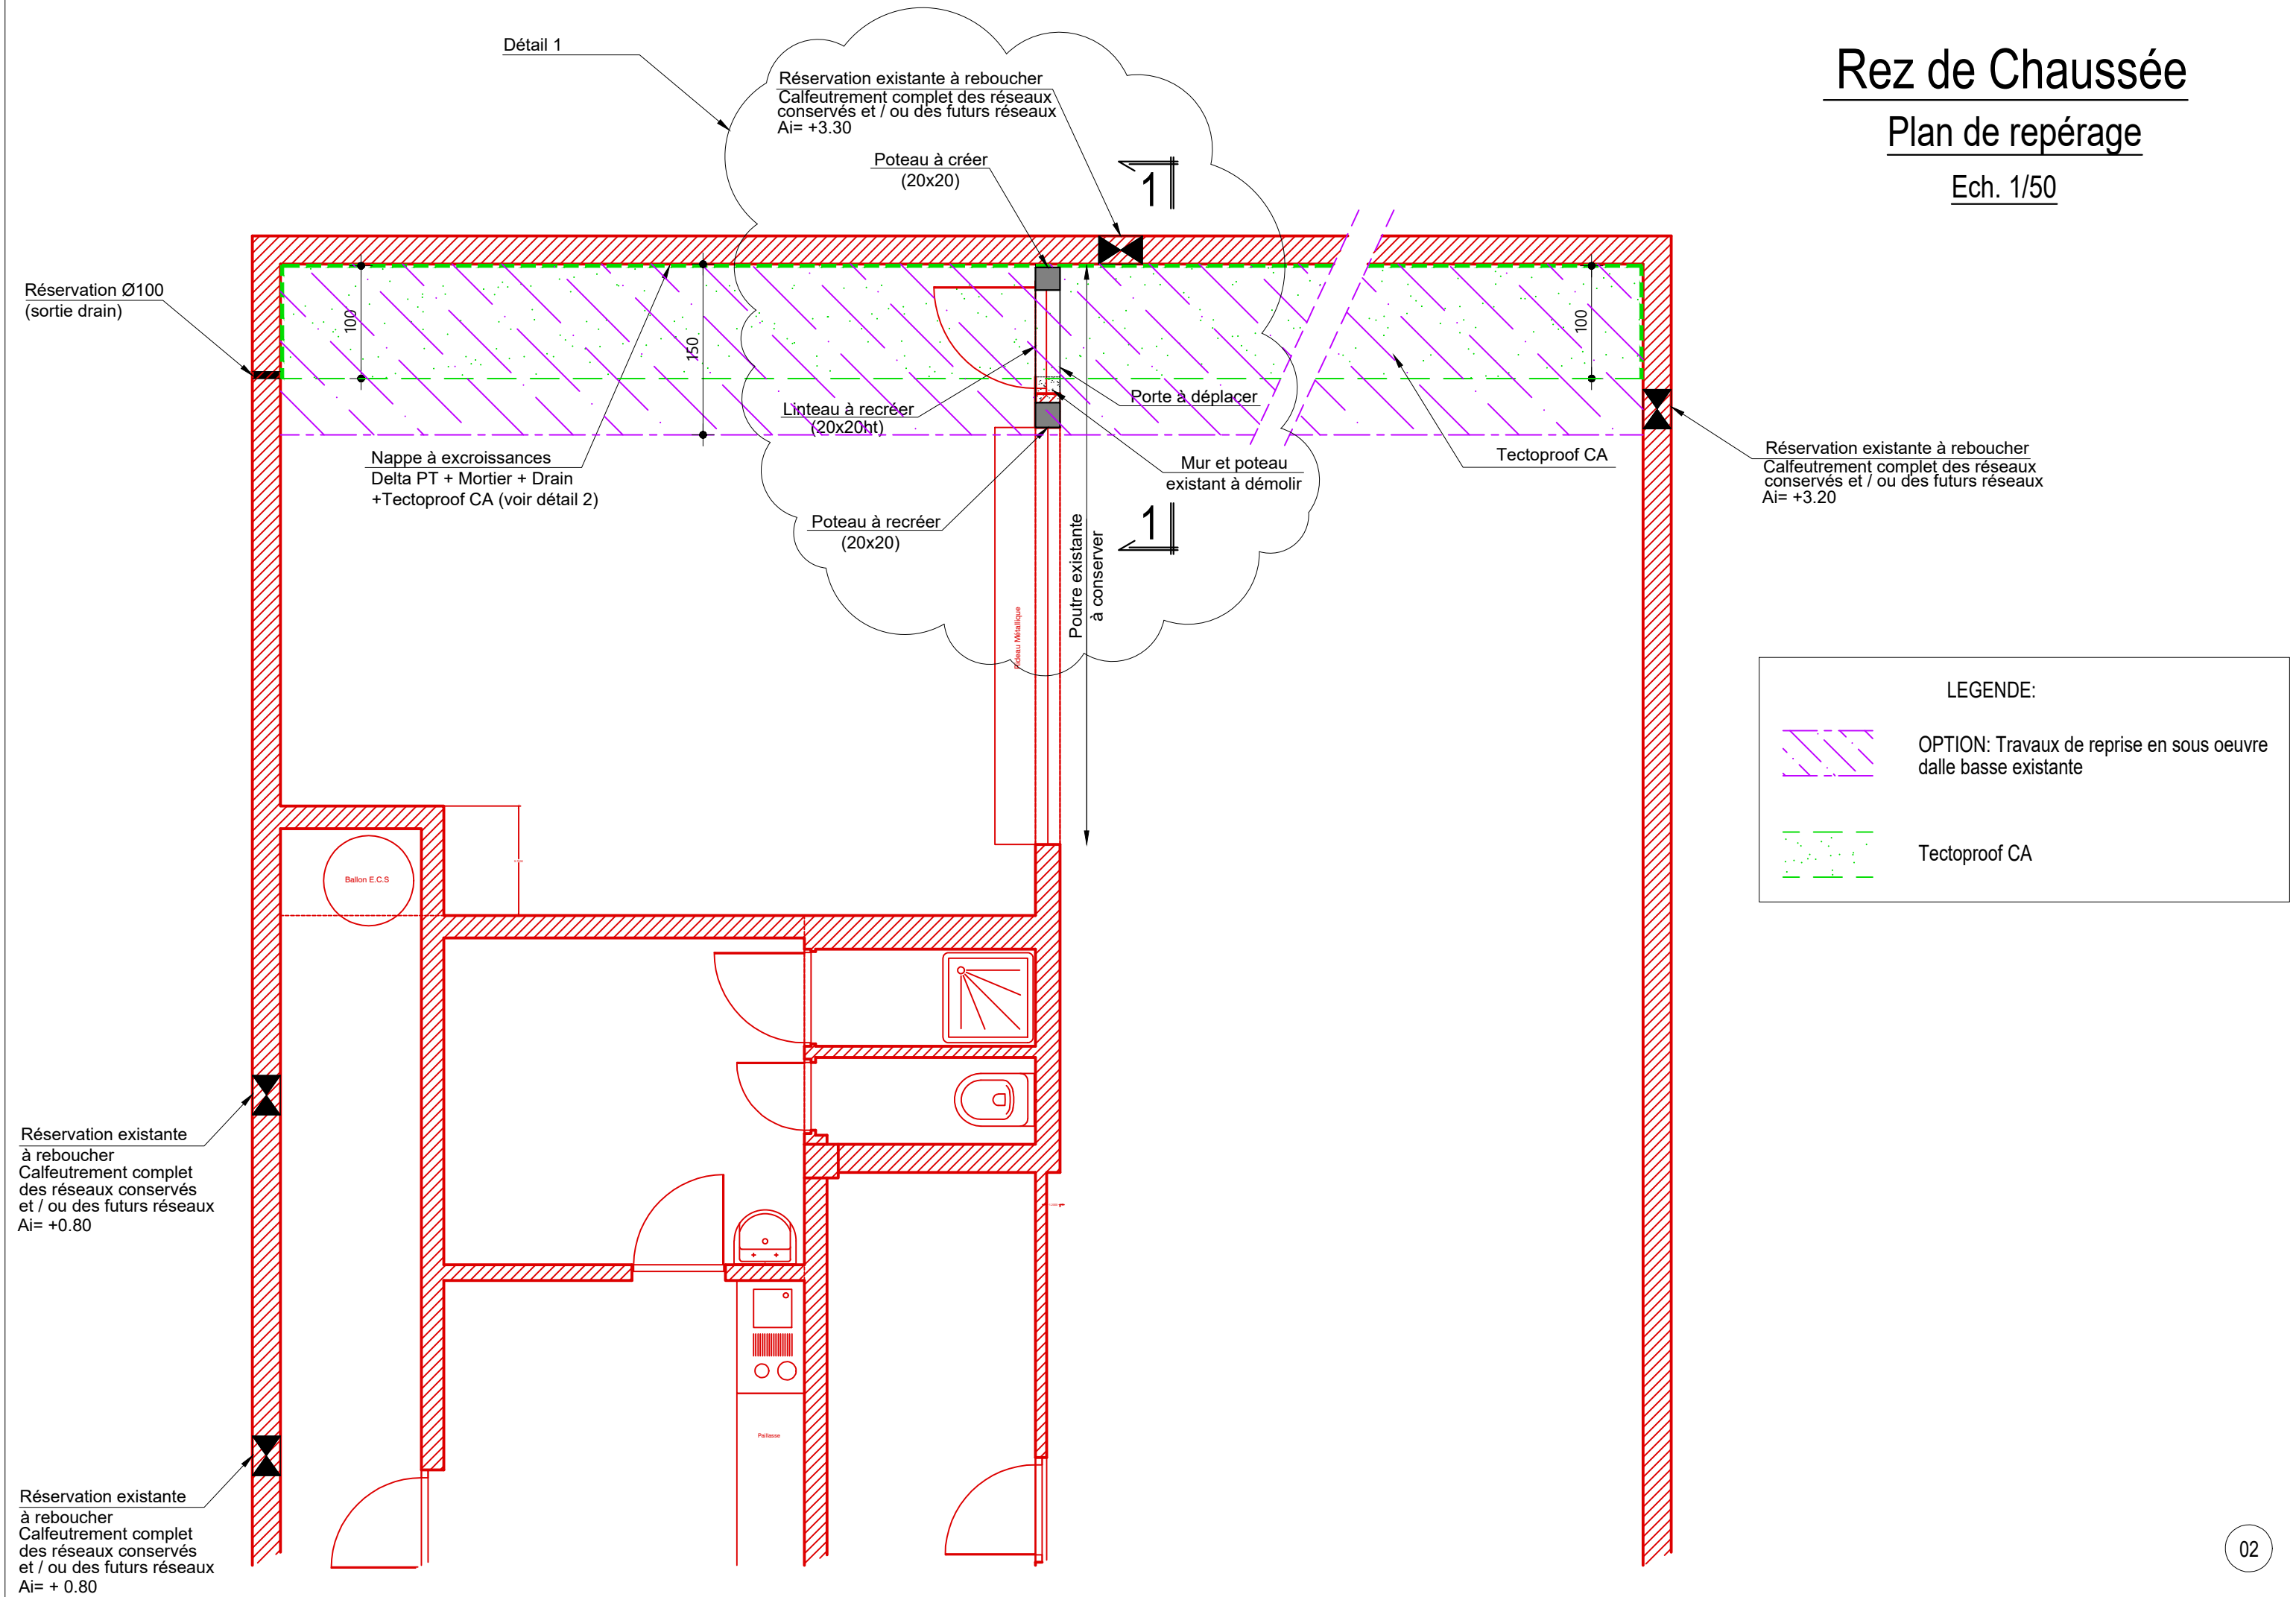 Rez de Chaussée
Plan de repérage
Ech. 1/50
Détail 1
Réservation existante à reboucher
Calfeutrement complet des réseaux
conservés et / ou des futurs réseaux
Ai= +3.30
Poteau à créer
(20x20)
1
Réservation Ø100
(sortie drain)
100
150
100
Linteau à recréer
(20x20ht)
Porte à déplacer
Nappe à excroissances
Delta PT + Mortier + Drain
+Tectoproof CA (voir détail 2)
Mur et poteau
existant à démolir
Tectoproof CA
Réservation existante à reboucher
Calfeutrement complet des réseaux
conservés et / ou des futurs réseaux
Ai= +3.20
Poteau à recréer
(20x20)
1
Poutre existante
à conserver
Rideau Métallique
LEGENDE:
OPTION: Travaux de reprise en sous oeuvre
dalle basse existante
Tectoproof CA
Ballon E.C.S
Réservation existante
à reboucher
Calfeutrement complet
des réseaux conservés
et / ou des futurs réseaux
Ai= +0.80
Paillasse
Réservation existante
à reboucher
Calfeutrement complet
des réseaux conservés
et / ou des futurs réseaux
Ai= + 0.80
02